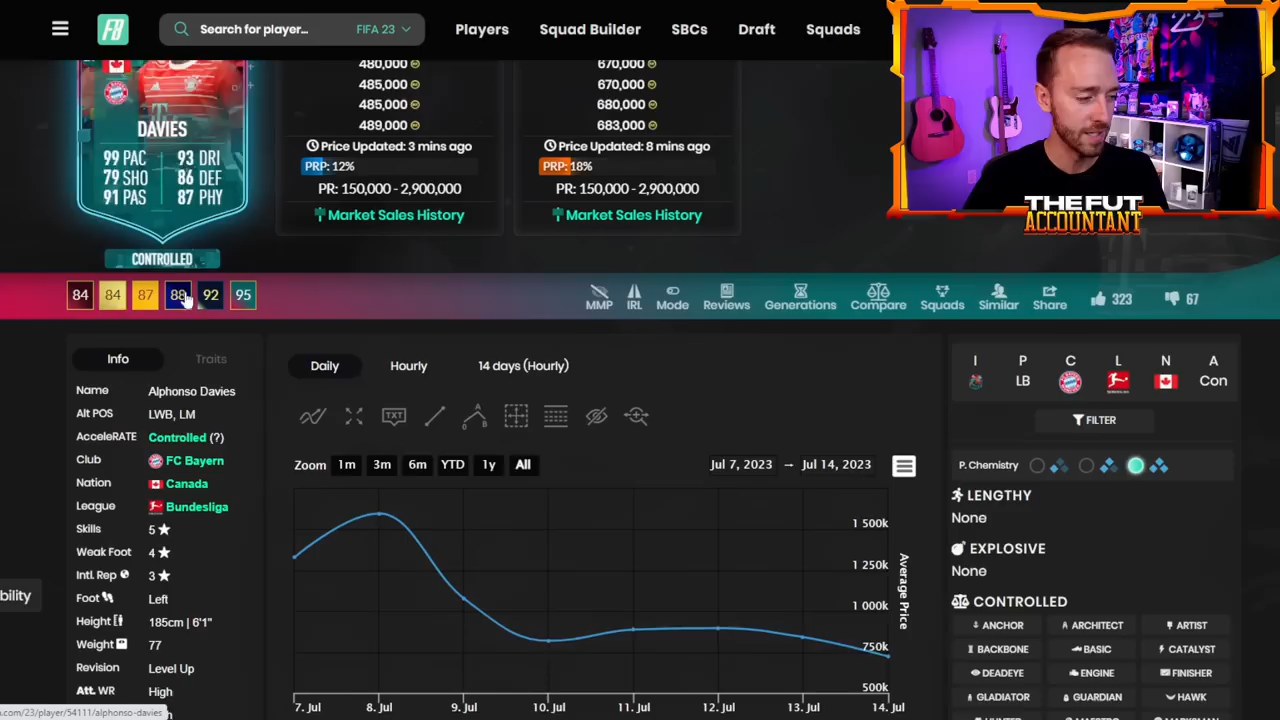 Search for player...
FIFA 23
Players
Squad Builder
SBCs
Draft
Squads
DAVIES
99 PAC 93 DRI
79 SHO 86 DEF
91 PAS 87 PHY
CONTROLLED
480,000
485,000
485,000
489,000
Price Updated: 3 mins ago
PRP: 12%
PR: 150,000 - 2,900,000
Market Sales History
670,000
670,000
680,000
683,000
Price Updated: 8 mins ago
PRP: 18%
PR: 150,000 - 2,900,000
Market Sales History
THE FUT
ACCOUNTANT
84 84 87 88 92 95
MMP IRL Mode Reviews Generations Compare Squads Similar Share 323 67
Info Traits
Name Alphonso Davies
Alt POS LWB, LM
AcceleRATE Controlled (?)
Club FC Bayern
Nation Canada
League Bundesliga
Skills 5 ★
Weak Foot 4 ★
Intl. Rep 3 ★
Foot Left
Height 185cm | 6'1"
Weight 77
Revision Level Up
Att. WR High
bility
.com/23/player/54111/alphonso-davies
Daily Hourly 14 days (Hourly)
TXT
Zoom 1m 3m 6m YTD 1y All
Jul 7, 2023 → Jul 14, 2023
1 500k
1 250k
1 000k
750k
500k
Average Price
7. Jul 8. Jul 9. Jul 10. Jul 11. Jul 12. Jul 13. Jul 14. Jul
I P C L N A
LB Con
FILTER
P. Chemistry
LENGTHY
None
EXPLOSIVE
None
CONTROLLED
ANCHOR ARCHITECT ARTIST
BACKBONE BASIC CATALYST
DEADEYE ENGINE FINISHER
GLADIATOR GUARDIAN HAWK